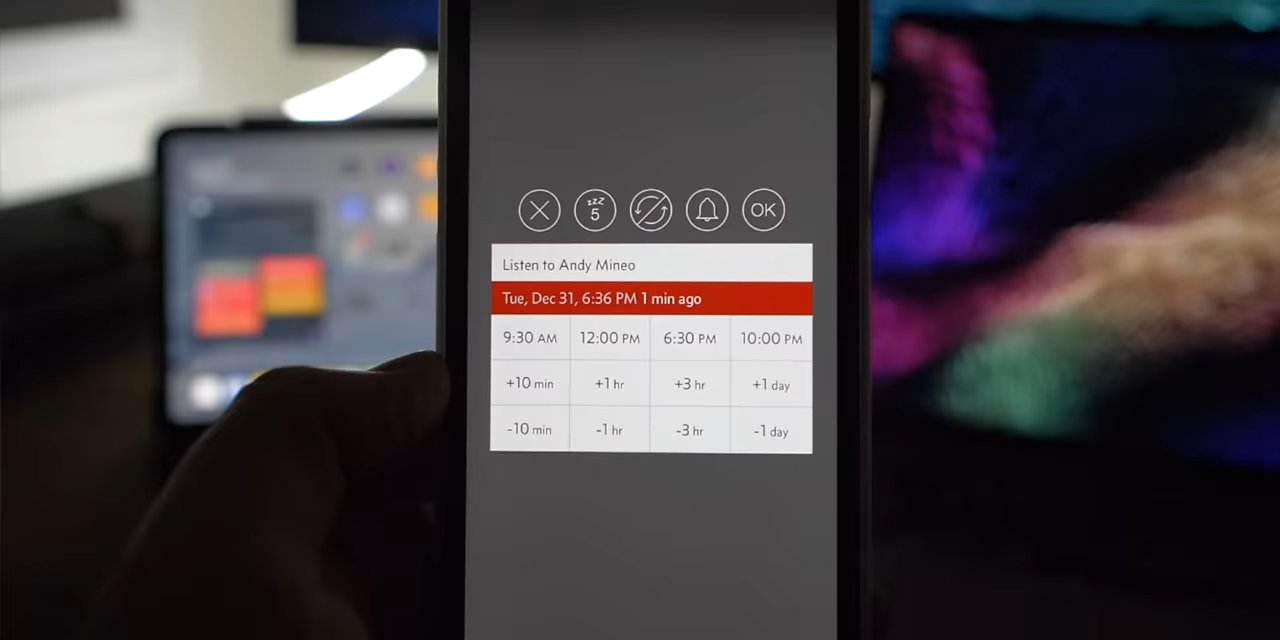 zzz
5
OK
Listen to Andy Mineo
Tue, Dec 31, 6:36 PM 1 min ago
9:30 AM 12:00 PM 6:30 PM 10:00 PM
+10 min +1 hr +3 hr +1 day
-10 min -1 hr -3 hr -1 day